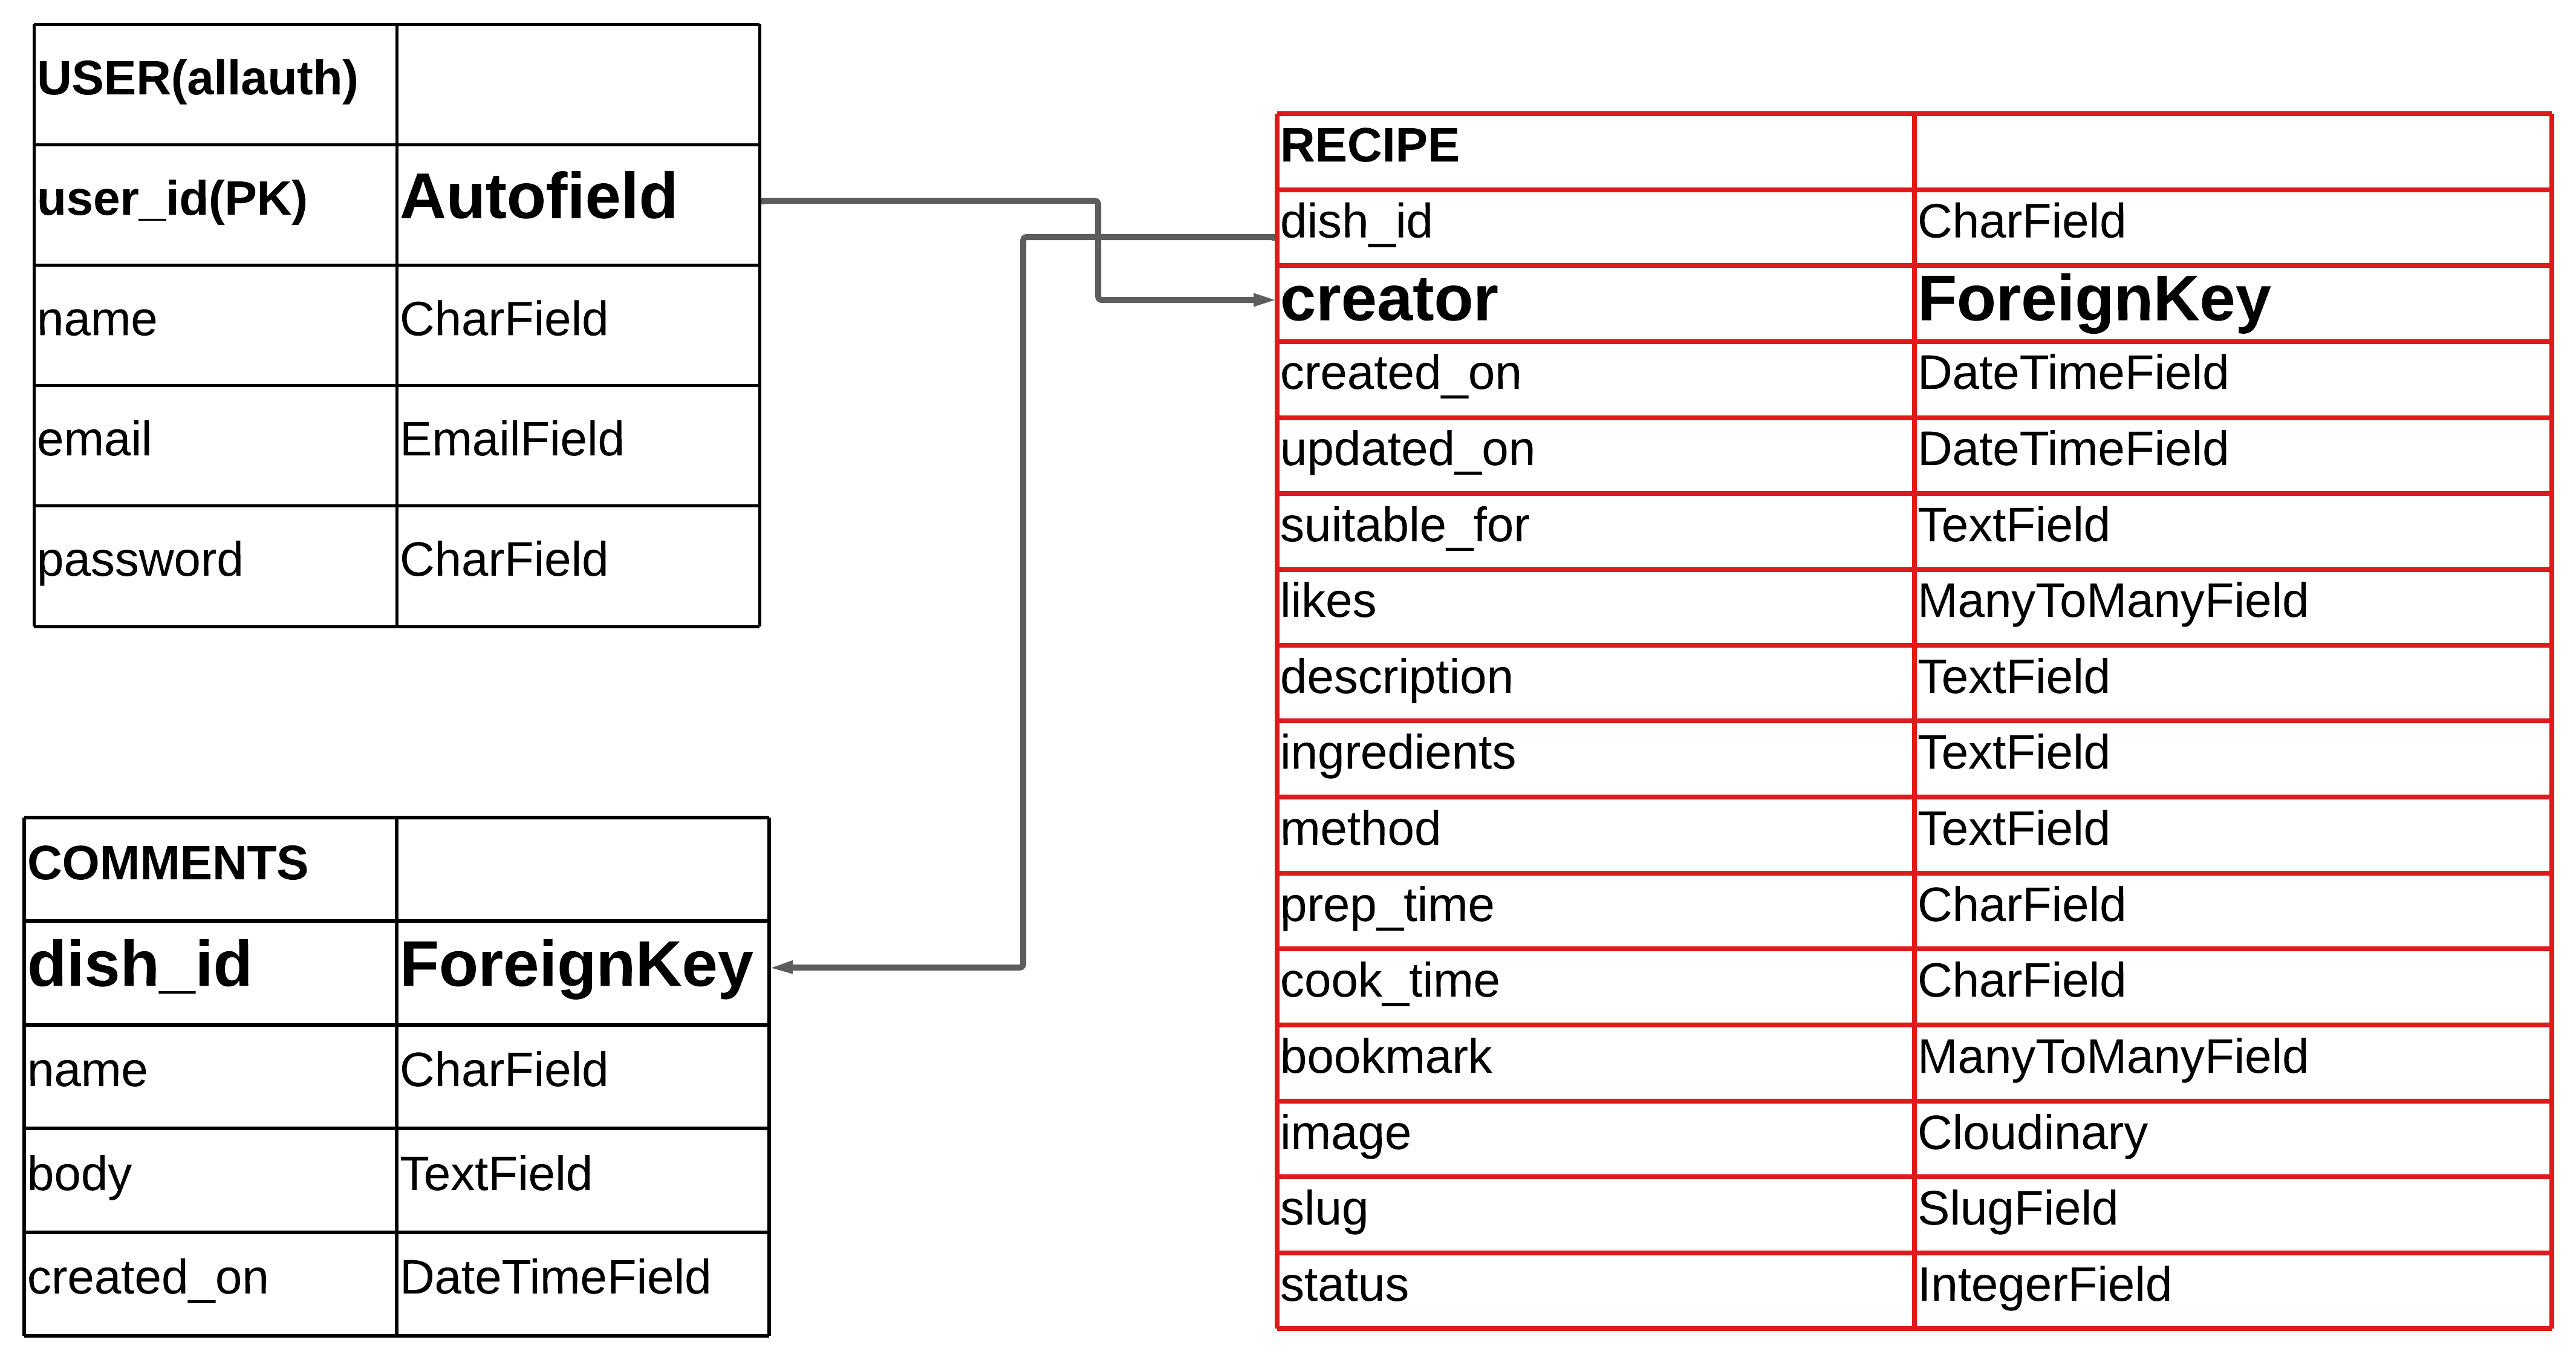 USER(allauth)
user_id(PK) Autofield
name CharField
email EmailField
password CharField
COMMENTS
dish_id ForeignKey
name CharField
body TextField
created_on DateTimeField
RECIPE
dish_id CharField
creator ForeignKey
created_on DateTimeField
updated_on DateTimeField
suitable_for TextField
likes ManyToManyField
description TextField
ingredients TextField
method TextField
prep_time CharField
cook_time CharField
bookmark ManyToManyField
image Cloudinary
slug SlugField
status IntegerField